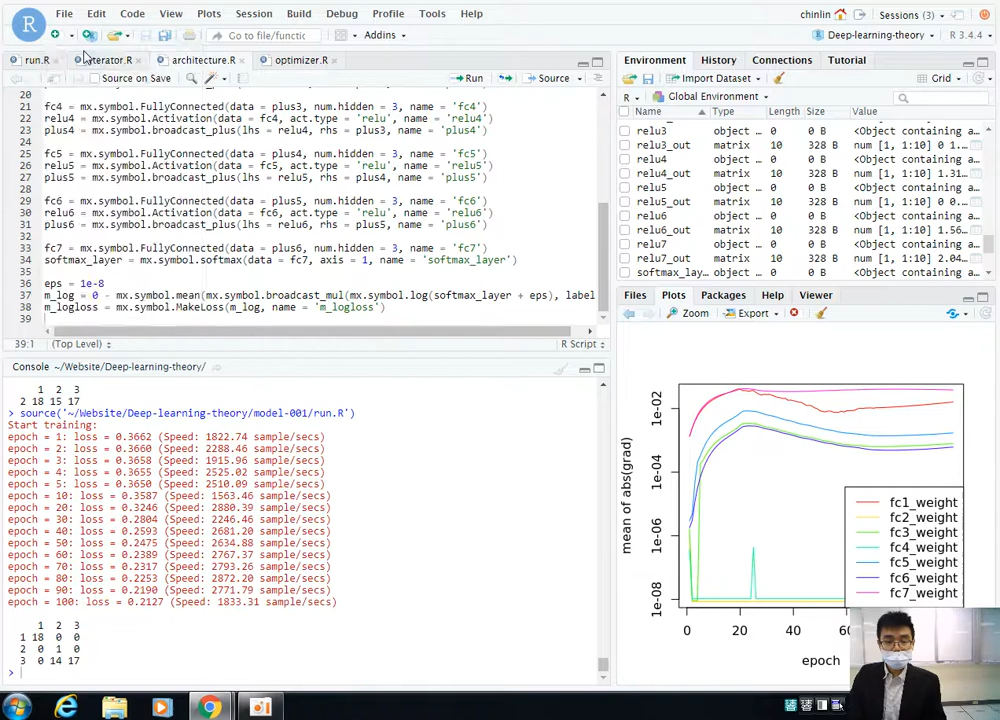 File Edit Code View Plots Session Build Debug Profile Tools Help
chinlin Sessions (3)
Go to file/functic Addins Deep-learning-theory R 3.4.4
run.R iterator.R architecture.R optimizer.R
Source on Save Run Source
20
21 fc4 = mx.symbol.FullyConnected(data = plus3, num.hidden = 3, name = 'fc4')
22 relu4 = mx.symbol.Activation(data = fc4, act.type = 'relu', name = 'relu4')
23 plus4 = mx.symbol.broadcast_plus(lhs = relu4, rhs = plus3, name = 'plus4')
24
25 fc5 = mx.symbol.FullyConnected(data = plus4, num.hidden = 3, name = 'fc5')
26 relu5 = mx.symbol.Activation(data = fc5, act.type = 'relu', name = 'relu5')
27 plus5 = mx.symbol.broadcast_plus(lhs = relu5, rhs = plus4, name = 'plus5')
28
29 fc6 = mx.symbol.FullyConnected(data = plus5, num.hidden = 3, name = 'fc6')
30 relu6 = mx.symbol.Activation(data = fc6, act.type = 'relu', name = 'relu6')
31 plus6 = mx.symbol.broadcast_plus(lhs = relu6, rhs = plus5, name = 'plus6')
32
33 fc7 = mx.symbol.FullyConnected(data = plus6, num.hidden = 3, name = 'fc7')
34 softmax_layer = mx.symbol.softmax(data = fc7, axis = 1, name = 'softmax_layer')
35
36 eps = 1e-8
37 m_log = 0 - mx.symbol.mean(mx.symbol.broadcast_mul(mx.symbol.log(softmax_layer + eps), label
38 m_logloss = mx.symbol.MakeLoss(m_log, name = 'm_logloss')
39
39:1 (Top Level) R Script
Console ~/Website/Deep-learning-theory/
1 2 3
2 18 15 17
> source('~/Website/Deep-learning-theory/model-001/run.R')
Start training:
epoch = 1: loss = 0.3662 (Speed: 1822.74 sample/secs)
epoch = 2: loss = 0.3660 (Speed: 2288.46 sample/secs)
epoch = 3: loss = 0.3658 (Speed: 1915.96 sample/secs)
epoch = 4: loss = 0.3655 (Speed: 2525.02 sample/secs)
epoch = 5: loss = 0.3650 (Speed: 2510.09 sample/secs)
epoch = 10: loss = 0.3587 (Speed: 1563.46 sample/secs)
epoch = 20: loss = 0.3246 (Speed: 2880.39 sample/secs)
epoch = 30: loss = 0.2804 (Speed: 2246.46 sample/secs)
epoch = 40: loss = 0.2593 (Speed: 2681.20 sample/secs)
epoch = 50: loss = 0.2475 (Speed: 2634.88 sample/secs)
epoch = 60: loss = 0.2389 (Speed: 2767.37 sample/secs)
epoch = 70: loss = 0.2317 (Speed: 2793.26 sample/secs)
epoch = 80: loss = 0.2253 (Speed: 2872.20 sample/secs)
epoch = 90: loss = 0.2190 (Speed: 2771.79 sample/secs)
epoch = 100: loss = 0.2127 (Speed: 1833.31 sample/secs)
1 2 3
1 18 0 0
2 0 1 0
3 0 14 17
>
Environment History Connections Tutorial
Import Dataset Grid
R Global Environment
Name Type Length Size Value
relu3 object … 0 0 B <Object containing a…
relu3_out matrix 10 328 B num [1, 1:10] 0 1.…
relu4 object … 0 0 B <Object containing a…
relu4_out matrix 10 328 B num [1, 1:10] 1.31…
relu5 object … 0 0 B <Object containing a…
relu5_out matrix 10 328 B num [1, 1:10] 0 0.…
relu6 object … 0 0 B <Object containing a…
relu6_out matrix 10 328 B num [1, 1:10] 1.56…
relu7 object … 0 0 B <Object containing a…
relu7_out matrix 10 328 B num [1, 1:10] 2.04…
softmax_lay… object … 0 0 B <Object containing a…
Files Plots Packages Help Viewer
Zoom Export
mean of abs(grad)
1e-02
1e-04
1e-06
1e-08
0 20 40 60
epoch
fc1_weight
fc2_weight
fc3_weight
fc4_weight
fc5_weight
fc6_weight
fc7_weight